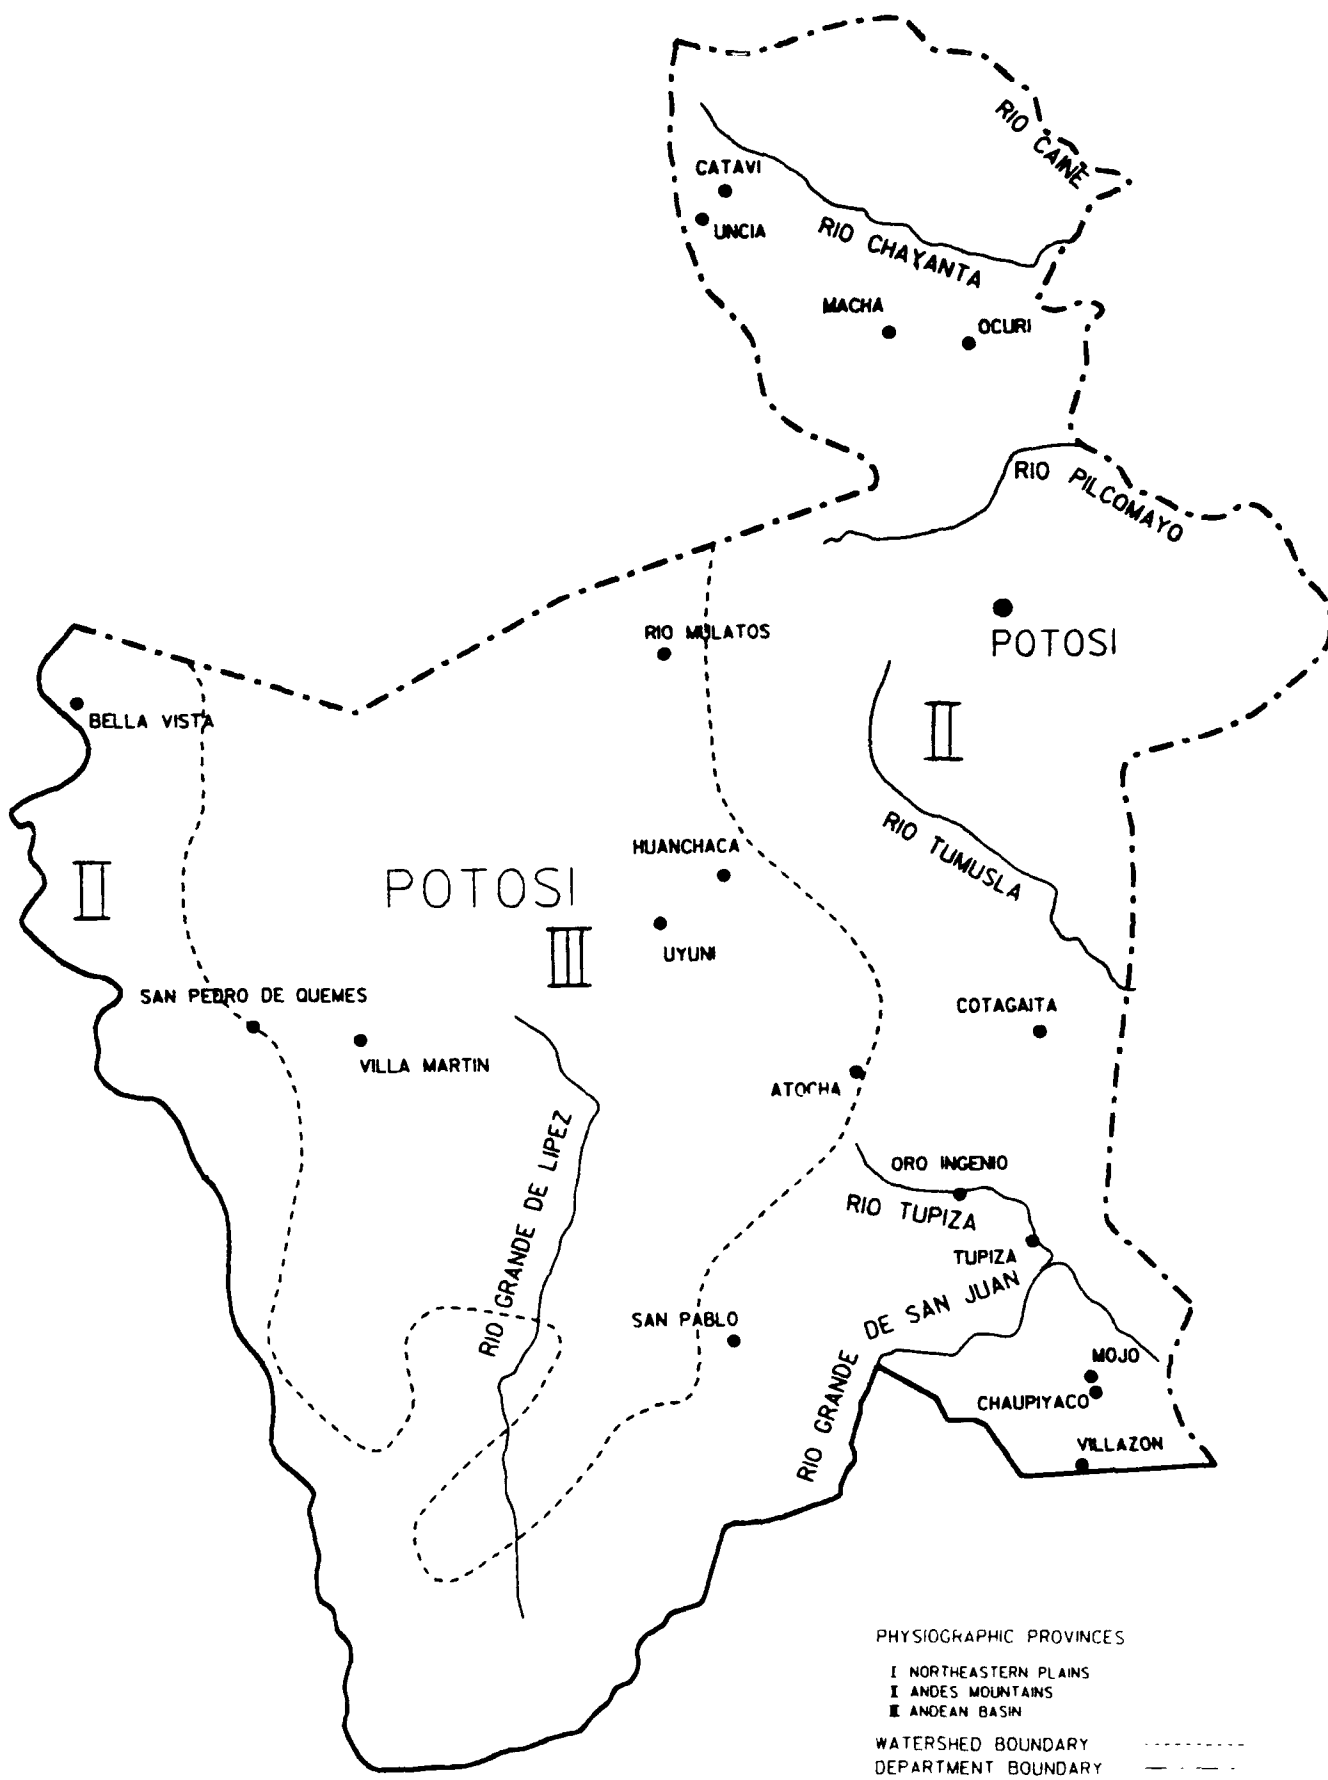 RIO CAINE
CATAVI
UNCIA
RIO CHAYANTA
MACHA
OCURI
RIO PILCOMAYO
RIO MULATOS
POTOSI
BELLA VISTA
II
RIO TUMUSLA
HUANCHACA
POTOSI
II
III
UYUNI
SAN PEDRO DE QUEMES
COTAGAITA
VILLA MARTIN
ATOCHA
RIO GRANDE DE LIPEZ
ORO INGENIO
RIO TUPIZA
TUPIZA
RIO GRANDE DE SAN JUAN
SAN PABLO
MOJO
CHAUPIYACO
VILLAZON
PHYSIOGRAPHIC PROVINCES
I NORTHEASTERN PLAINS
II ANDES MOUNTAINS
III ANDEAN BASIN
WATERSHED BOUNDARY
DEPARTMENT BOUNDARY